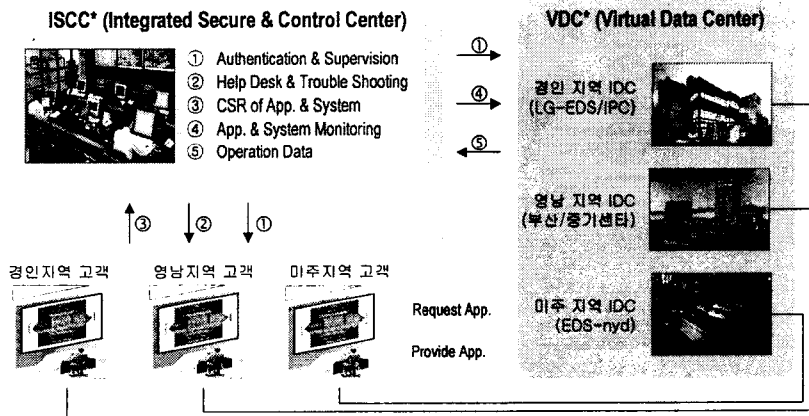 ISCC* (Integrated Secure & Control Center)
① Authentication & Supervision
② Help Desk & Trouble Shooting
③ CSR of App. & System
④ App. & System Monitoring
⑤ Operation Data
①
④
⑤
VDC* (Virtual Data Center)
경인 지역 IDC
(LG-EDS/IPC)
영남 지역 IDC
(부산/중기센타)
미주 지역 IDC
(EDS-nyd)
③
②
①
경인지역 고객
영남지역 고객
미주지역 고객
Request App.
Provide App.